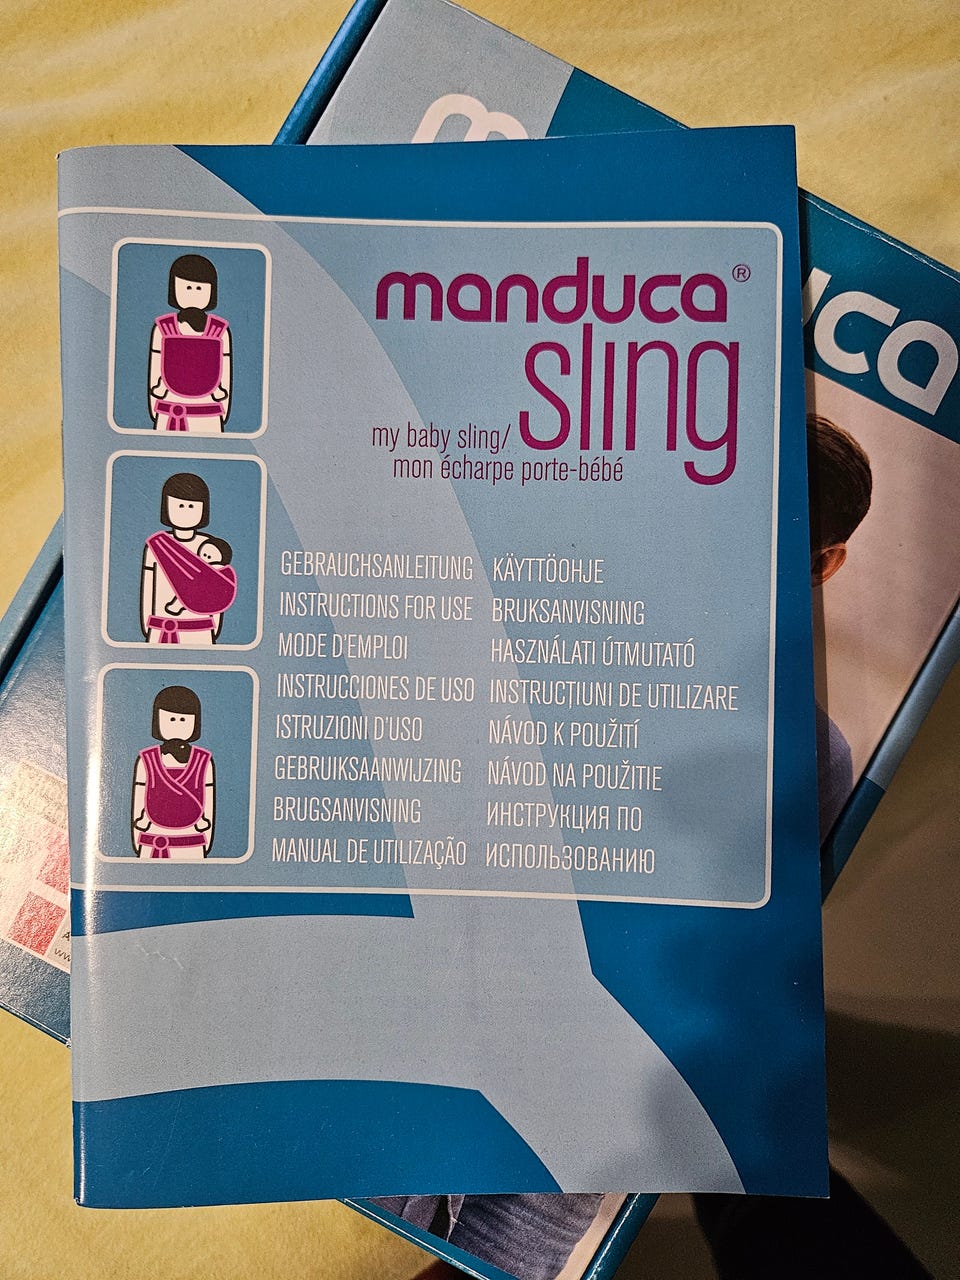 manduca®
sling
my baby sling/
mon écharpe porte-bébé
GEBRAUCHSANLEITUNG
INSTRUCTIONS FOR USE
MODE D'EMPLOI
INSTRUCCIONES DE USO
ISTRUZIONI D'USO
GEBRUIKSAANWIJZING
BRUGSANVISNING
MANUAL DE UTILIZAÇÃO
KÄYTTÖOHJE
BRUKSANVISNING
HASZNÁLATI ÚTMUTATÓ
INSTRUCȚIUNI DE UTILIZARE
NÁVOD K POUŽITÍ
NÁVOD NA POUŽITIE
ИНСТРУКЦИЯ ПО
ИСПОЛЬЗОВАНИЮ